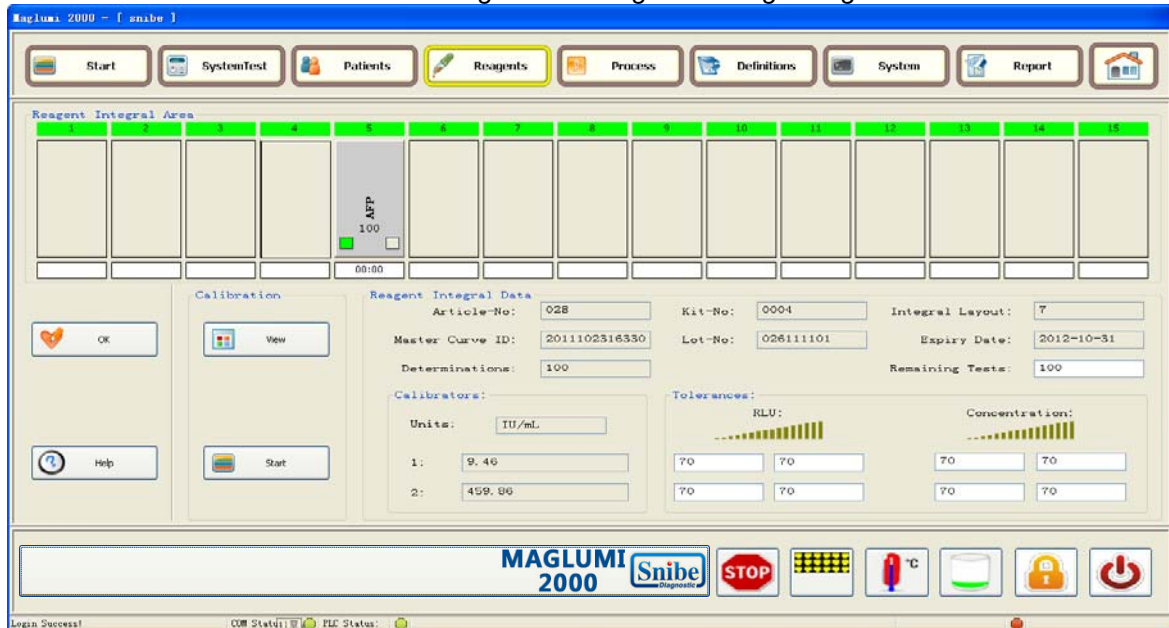 Maglumi 2000 - [ snibe ]
Start SystemTest Patients Reagents Process Definitions System Report
Reagent Integral Area
1 2 3 4 5 6 7 8 9 10 11 12 13 14 15
AFP
100
00:00
Calibration Reagent Integral Data
Article-No: 028 Kit-No: 0004 Integral Layout: 7
OK View Master Curve ID: 2011102316330 Lot-No: 026111101 Expiry Date: 2012-10-31
Determinations: 100 Remaining Tests: 100
Calibrators: Tolerances:
Units: IU/mL RLU: Concentration:
Help Start 1: 9.46 70 70 70 70
2: 459.86 70 70 70 70
MAGLUMI
2000
Snibe
Diagnostic
STOP
°C
Login Success! COM Status: PLC Status: